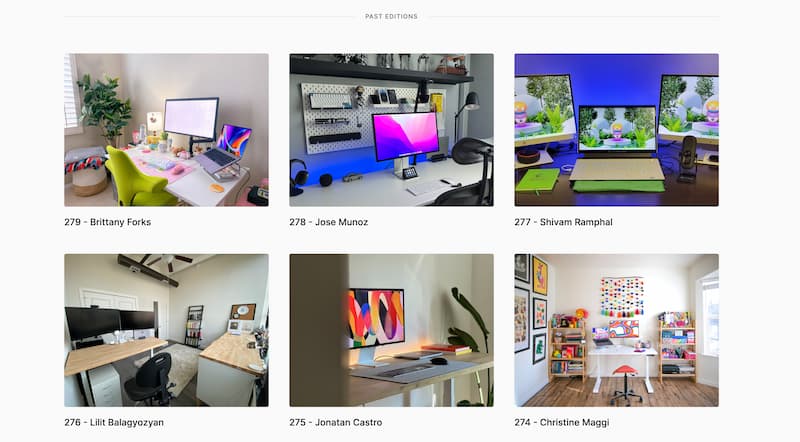 PAST EDITIONS
279 - Brittany Forks
278 - Jose Munoz
277 - Shivam Ramphal
276 - Lilit Balagyozyan
275 - Jonatan Castro
274 - Christine Maggi